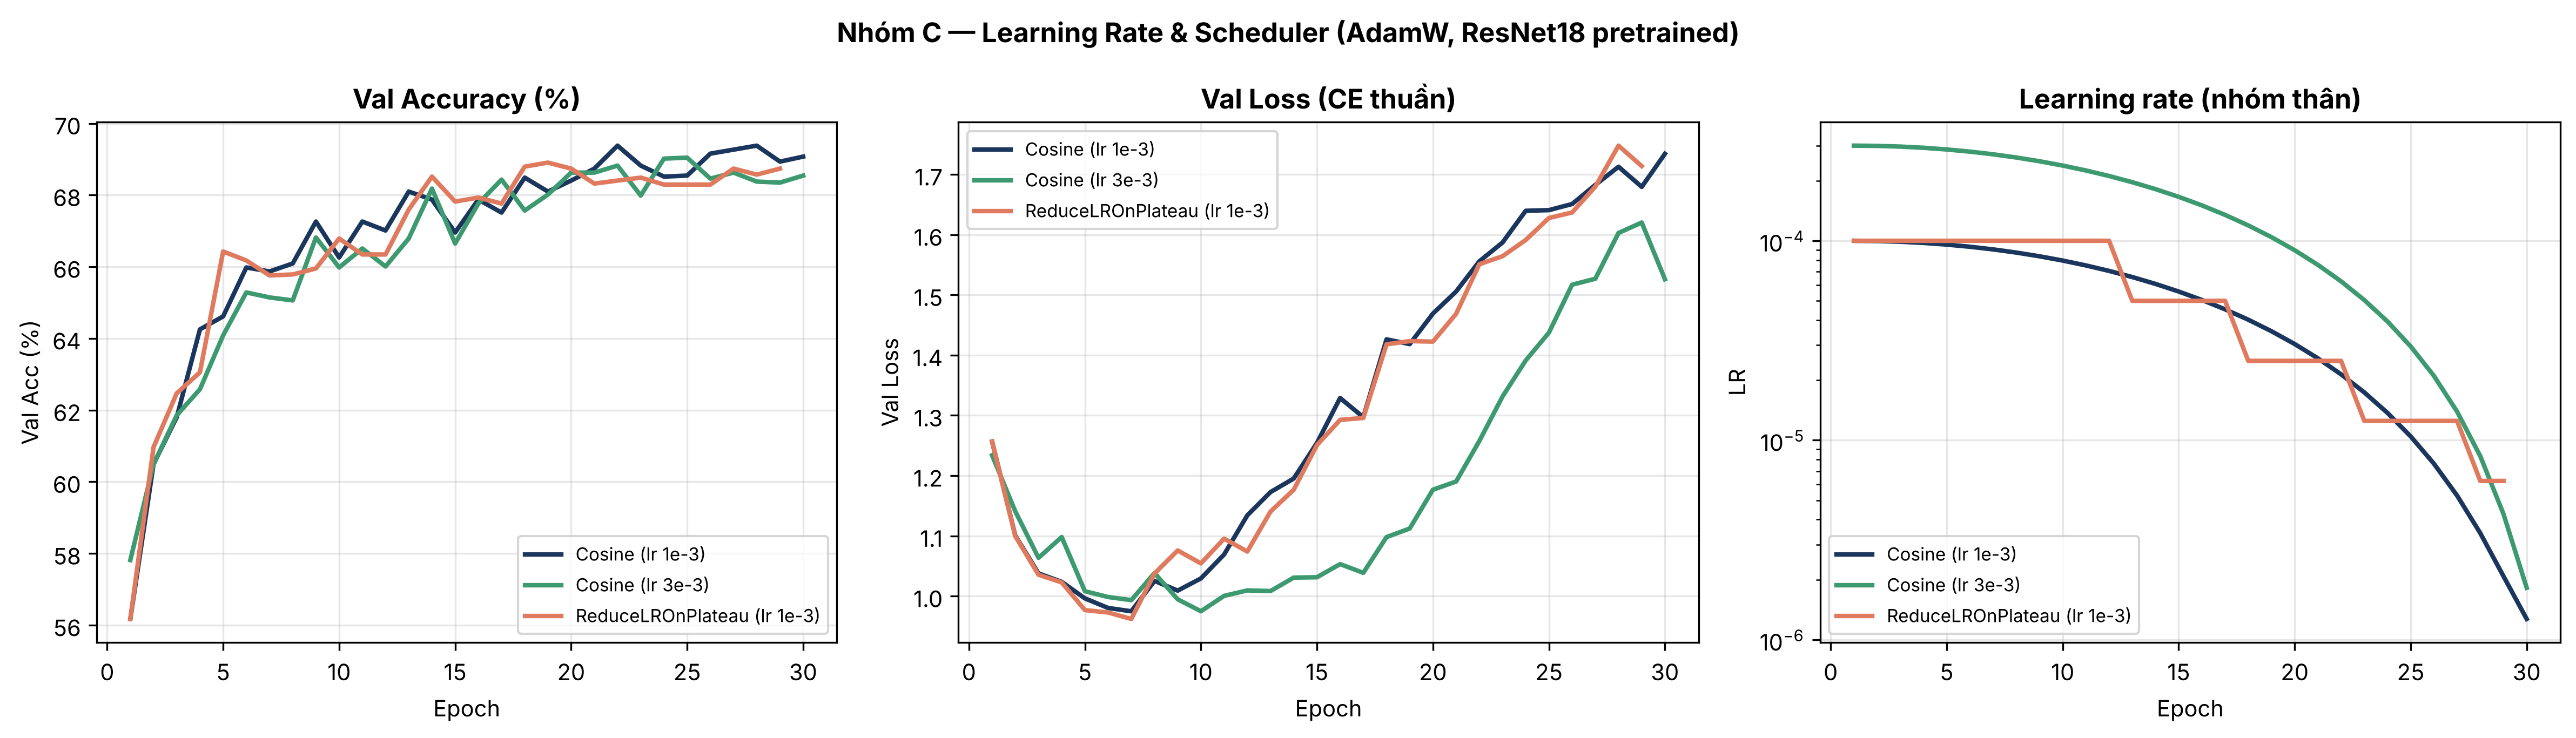 Nhóm C — Learning Rate & Scheduler (AdamW, ResNet18 pretrained)
Val Accuracy (%)
Val Acc (%)
70
68
66
64
62
60
58
56
0 5 10 15 20 25 30
Epoch
Cosine (lr 1e-3)
Cosine (lr 3e-3)
ReduceLROnPlateau (lr 1e-3)
Val Loss (CE thuần)
Val Loss
1.7
1.6
1.5
1.4
1.3
1.2
1.1
1.0
0 5 10 15 20 25 30
Epoch
Cosine (lr 1e-3)
Cosine (lr 3e-3)
ReduceLROnPlateau (lr 1e-3)
Learning rate (nhóm thân)
LR
10⁻⁴
10⁻⁵
10⁻⁶
0 5 10 15 20 25 30
Epoch
Cosine (lr 1e-3)
Cosine (lr 3e-3)
ReduceLROnPlateau (lr 1e-3)